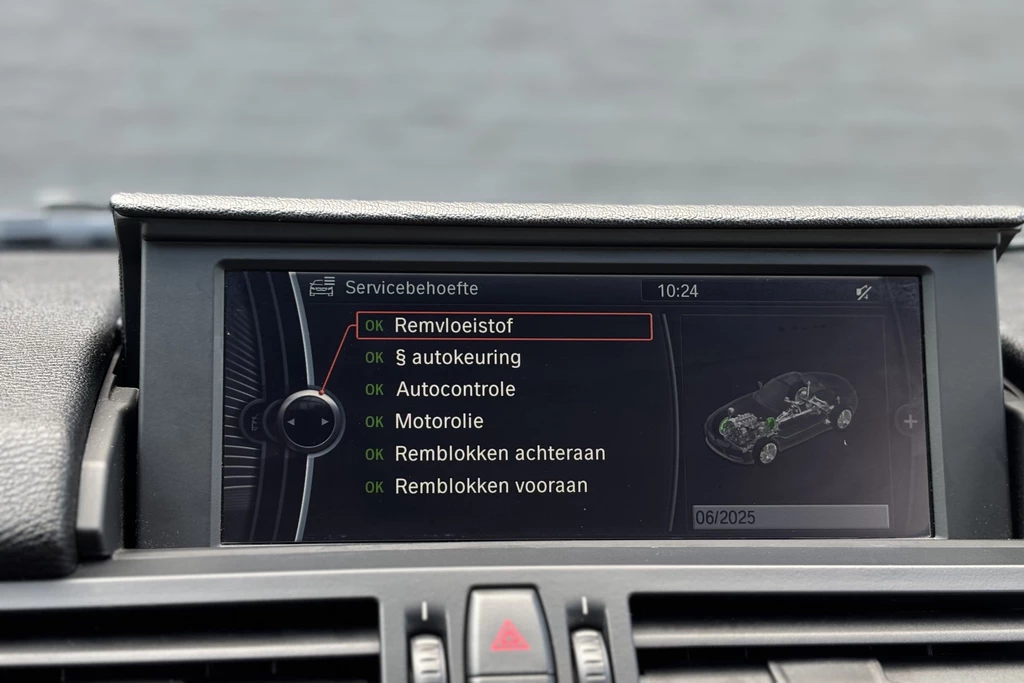 Servicebehoefte
10:24
OK Remvloeistof
OK § autokeuring
OK Autocontrole
OK Motorolie
OK Remblokken achteraan
OK Remblokken vooraan
06/2025